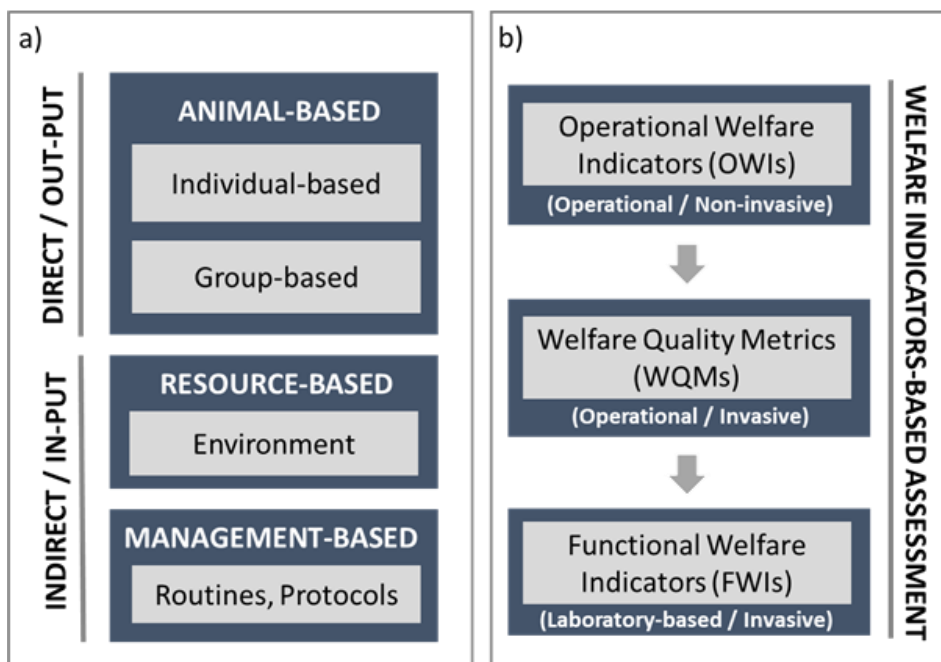 a)
DIRECT / OUT-PUT
ANIMAL-BASED
Individual-based
Group-based
INDIRECT / IN-PUT
RESOURCE-BASED
Environment
MANAGEMENT-BASED
Routines, Protocols
b)
Operational Welfare
Indicators (OWIs)
(Operational / Non-invasive)
Welfare Quality Metrics
(WQMs)
(Operational / Invasive)
Functional Welfare
Indicators (FWIs)
(Laboratory-based / Invasive)
WELFARE INDICATORS-BASED ASSESSMENT